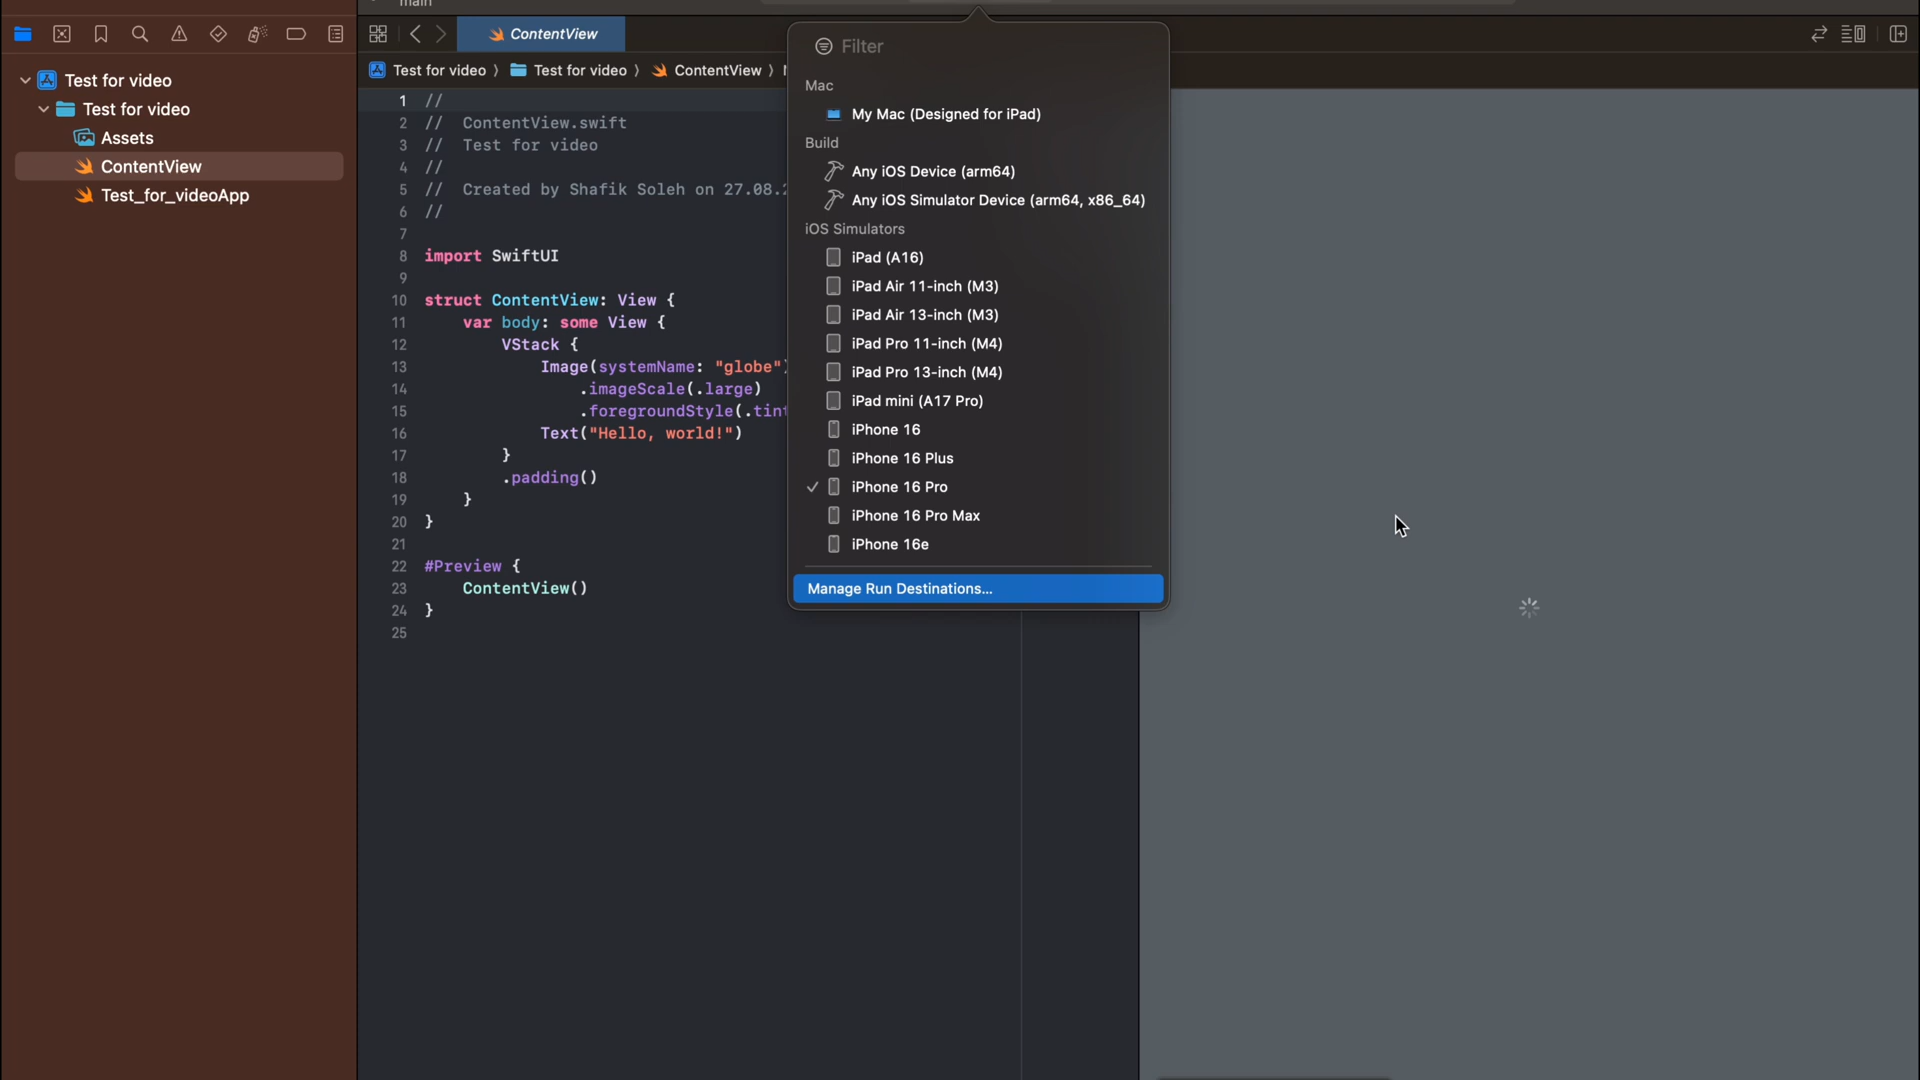 main
ContentView
Test for video
Test for video
Assets
ContentView
Test_for_videoApp
Test for video 〉 Test for video 〉 ContentView 〉
1 //
2 // ContentView.swift
3 // Test for video
4 //
5 // Created by Shafik Soleh on 27.08.2
6 //
7
8 import SwiftUI
9
10 struct ContentView: View {
11 var body: some View {
12 VStack {
13 Image(systemName: "globe")
14 .imageScale(.large)
15 .foregroundStyle(.tint
16 Text("Hello, world!")
17 }
18 .padding()
19 }
20 }
21
22 #Preview {
23 ContentView()
24 }
25
Filter
Mac
My Mac (Designed for iPad)
Build
Any iOS Device (arm64)
Any iOS Simulator Device (arm64, x86_64)
iOS Simulators
iPad (A16)
iPad Air 11-inch (M3)
iPad Air 13-inch (M3)
iPad Pro 11-inch (M4)
iPad Pro 13-inch (M4)
iPad mini (A17 Pro)
iPhone 16
iPhone 16 Plus
✓ iPhone 16 Pro
iPhone 16 Pro Max
iPhone 16e
Manage Run Destinations...